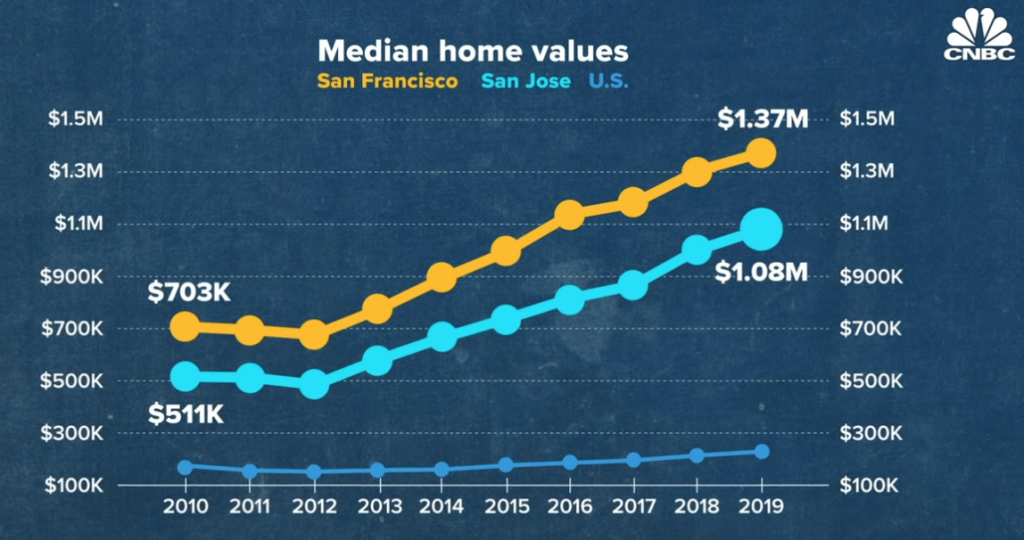 CNBC
Median home values
San Francisco San Jose U.S.
$1.5M $1.37M $1.5M
$1.3M $1.3M
$1.1M $1.1M
$900K $1.08M $900K
$703K
$700K $700K
$500K $500K
$511K
$300K $300K
$100K $100K
2010 2011 2012 2013 2014 2015 2016 2017 2018 2019